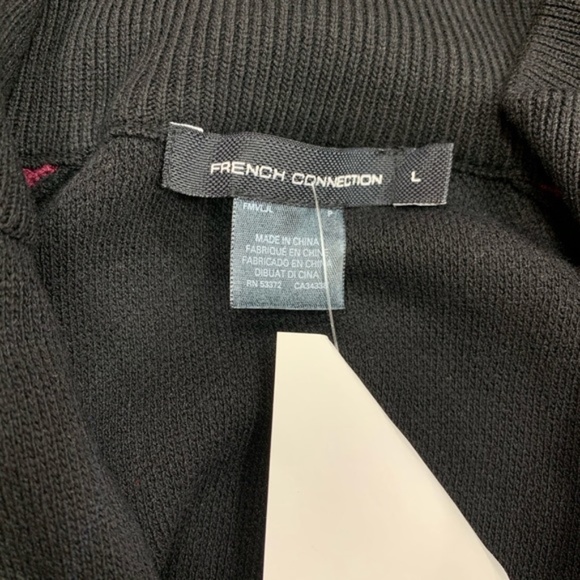 FRENCH CONNECTION L
FMVLJL
MADE IN CHINA
FABRIQUÉ EN CHINE
FABRICADO EN CHINA
DIBUAT DI CINA
RN 53372